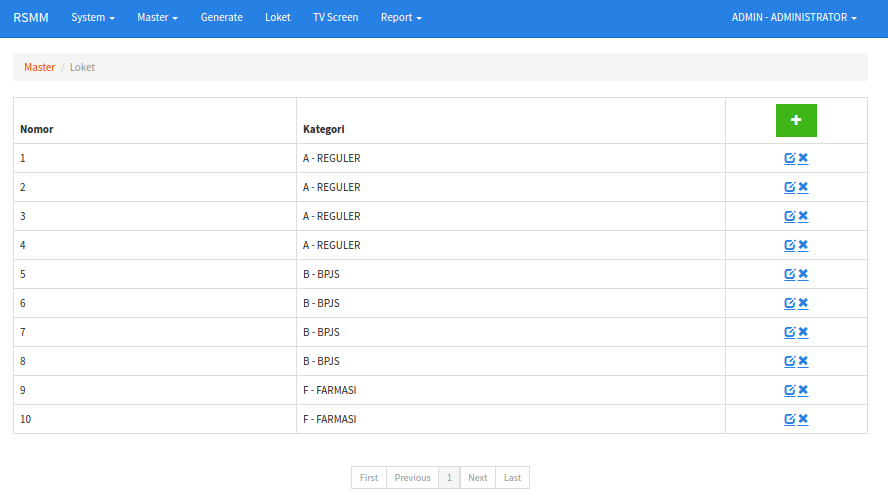 RSMM System Master Generate Loket TV Screen Report ADMIN - ADMINISTRATOR
Master / Loket
Nomor Kategori
1 A - REGULER
2 A - REGULER
3 A - REGULER
4 A - REGULER
5 B - BPJS
6 B - BPJS
7 B - BPJS
8 B - BPJS
9 F - FARMASI
10 F - FARMASI
First Previous 1 Next Last